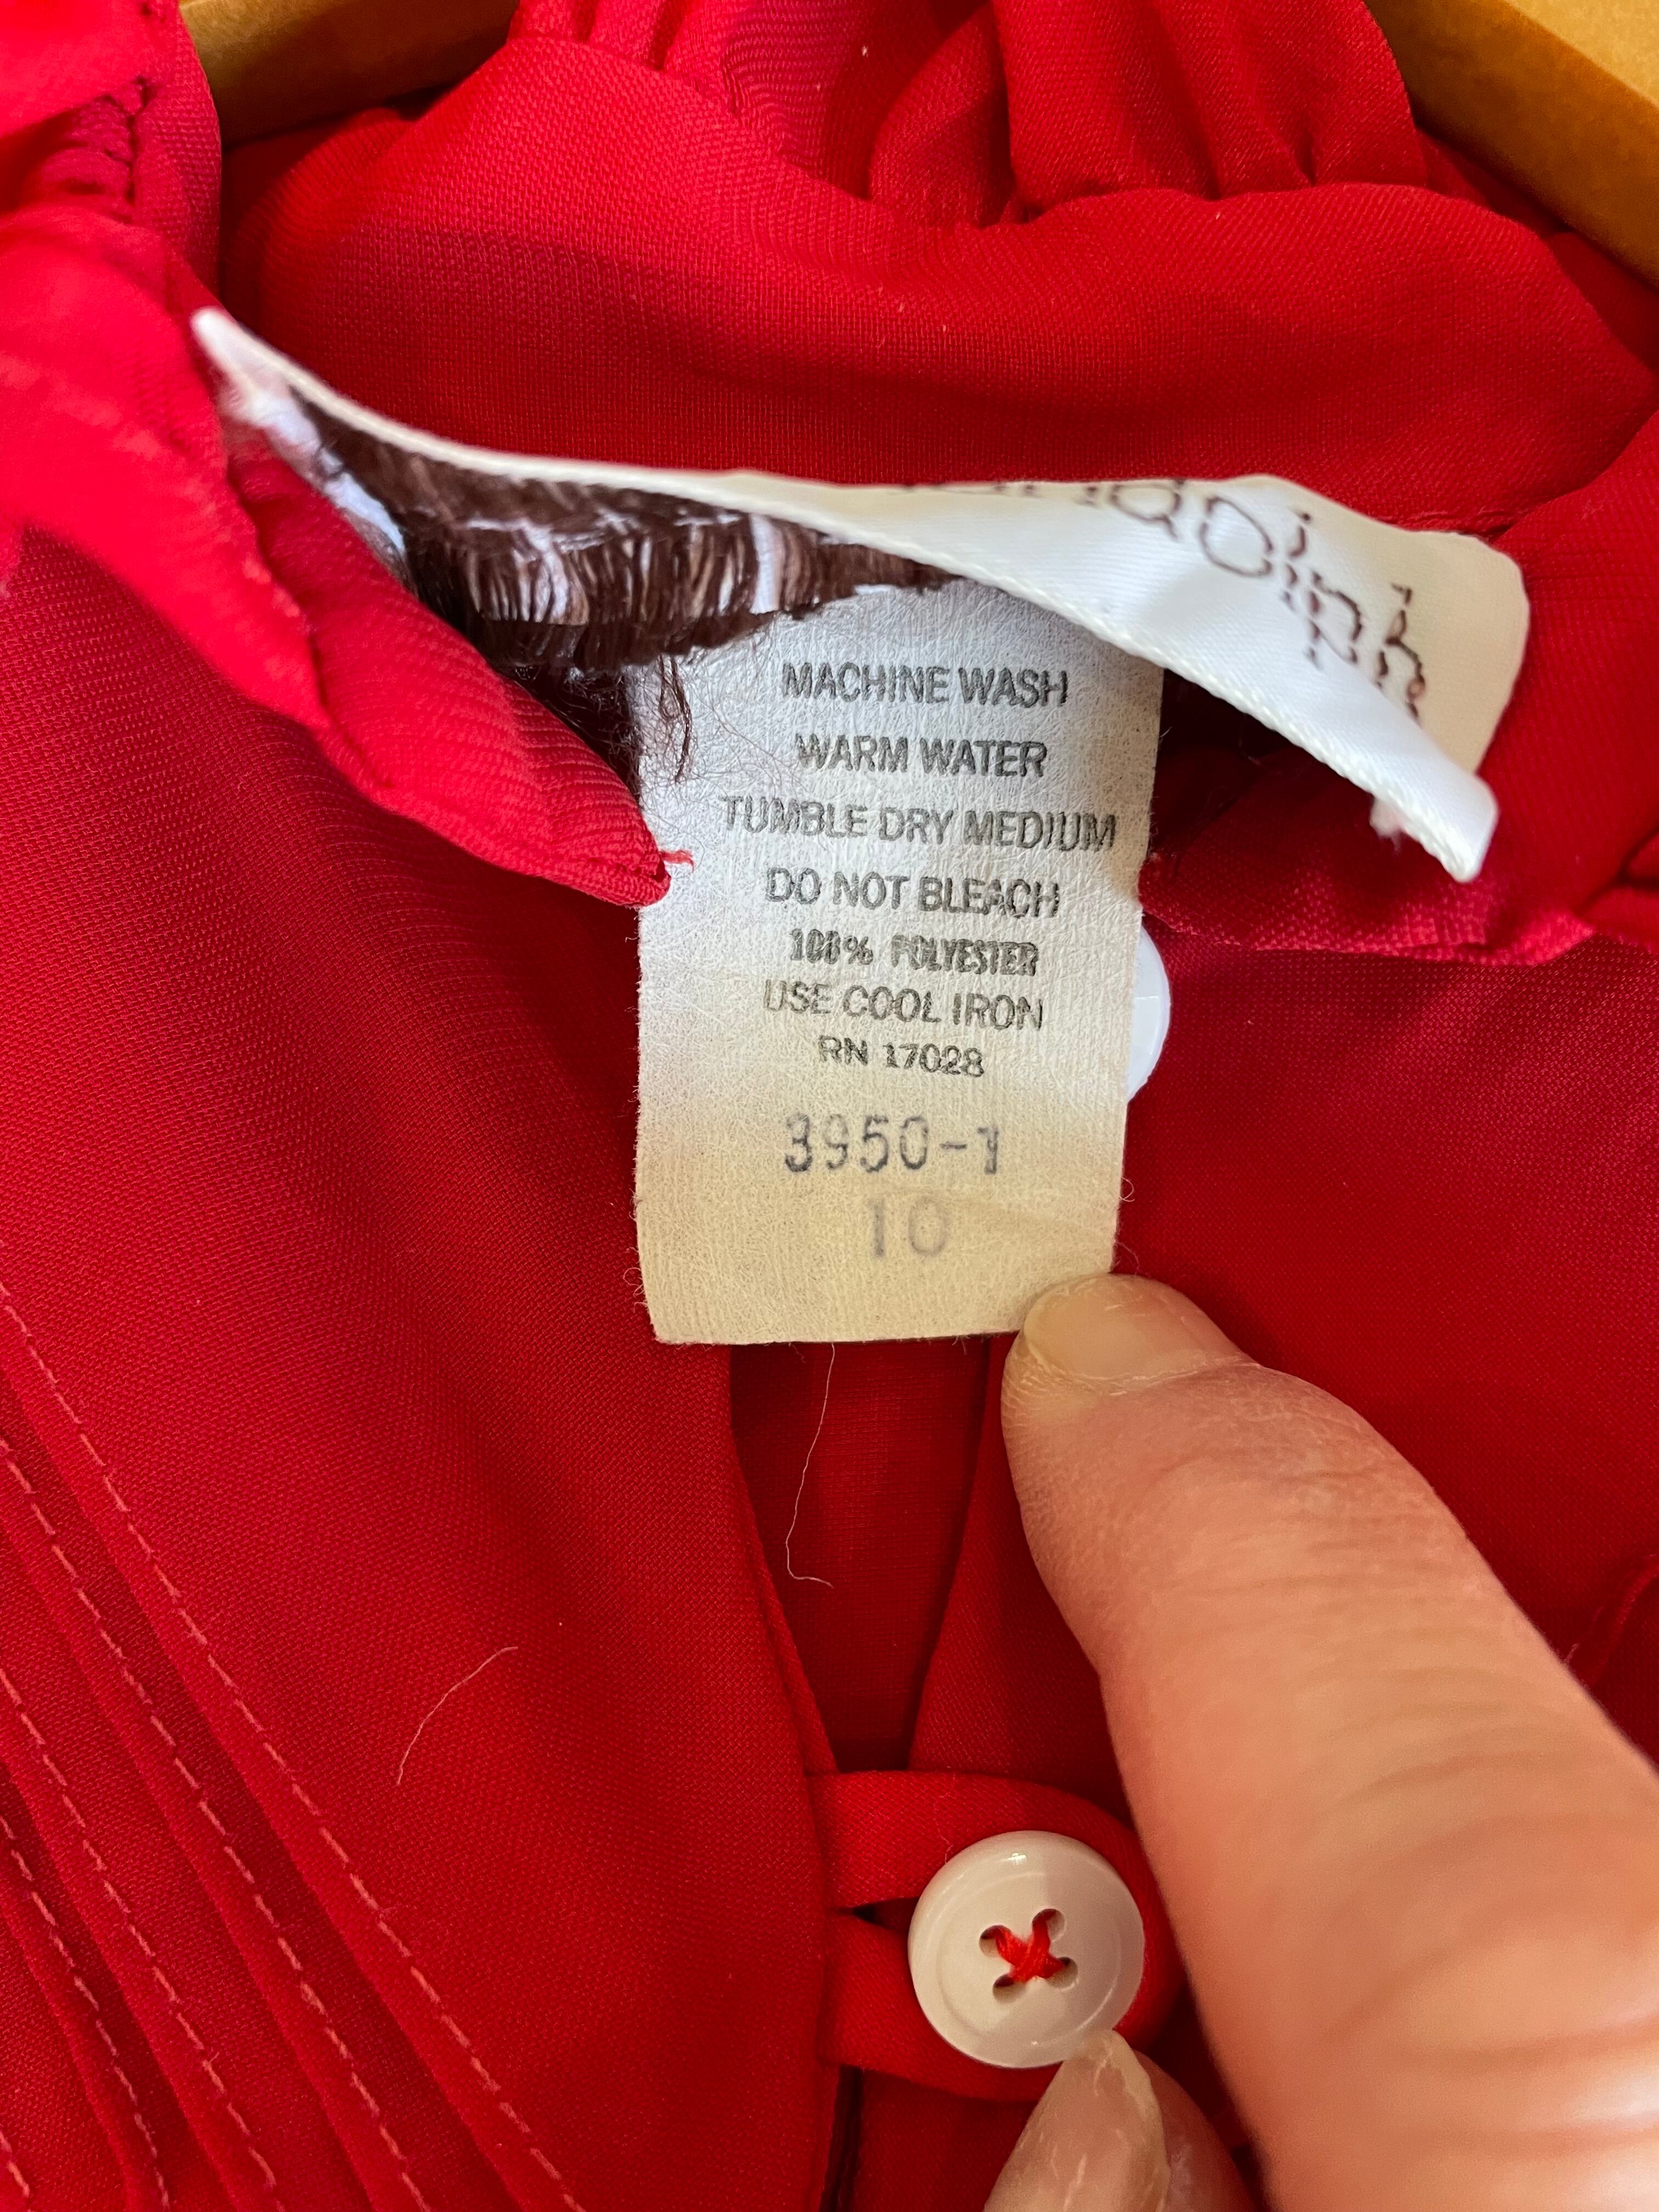 MACHINE WASH
WARM WATER
TUMBLE DRY MEDIUM
DO NOT BLEACH
100% POLYESTER
USE COOL IRON
RN 17028
3950-1
10